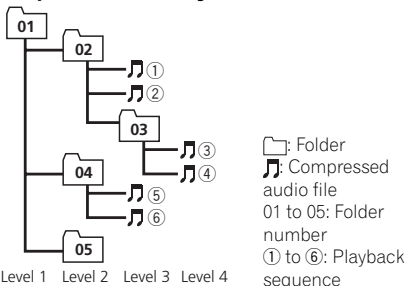 01
02
①
②
03
③
④
04
⑤
⑥
05
Level 1 Level 2 Level 3 Level 4
: Folder
: Compressed
audio file
01 to 05: Folder
number
① to ⑥: Playback
sequence